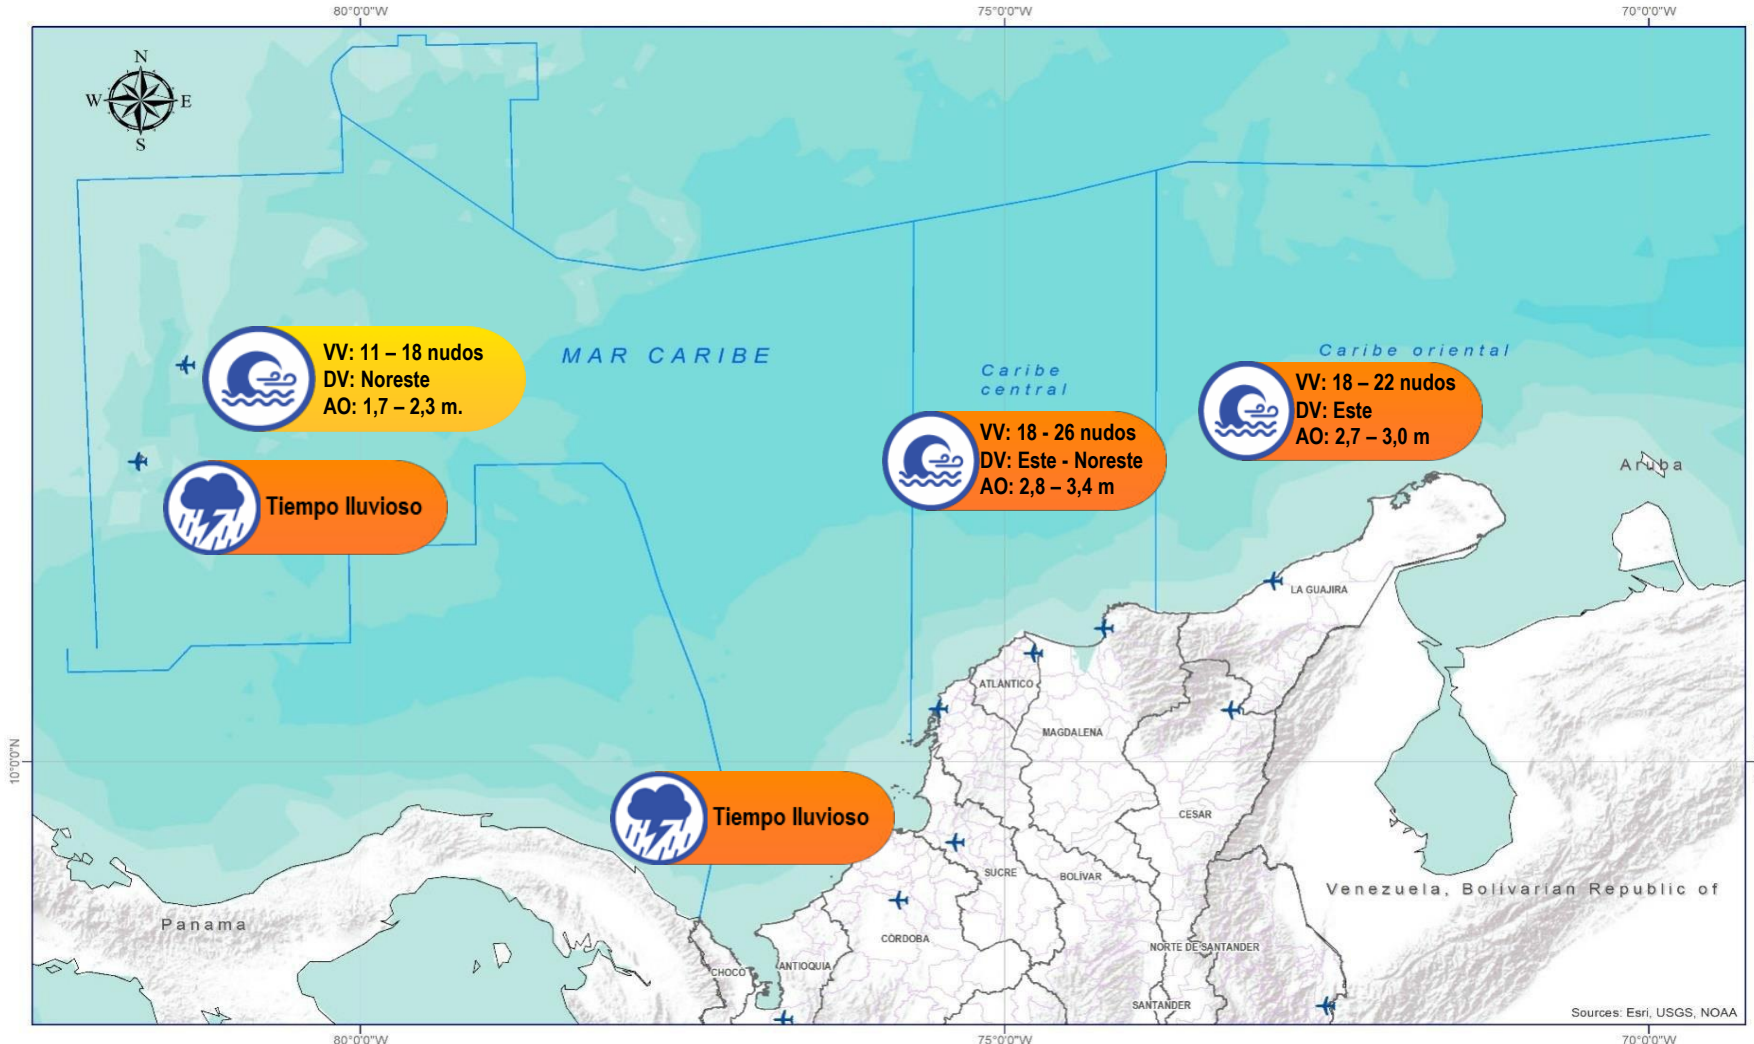 80°0'0"W
75°0'0"W
70°0'0"W
N
W
E
S
VV: 11 – 18 nudos
DV: Noreste
AO: 1,7 – 2,3 m.
MAR CARIBE
Caribe
central
Caribe oriental
VV: 18 – 22 nudos
DV: Este
AO: 2,7 – 3,0 m
VV: 18 - 26 nudos
DV: Este - Noreste
AO: 2,8 – 3,4 m
Aruba
Tiempo lluvioso
LA GUAJIRA
ATLÁNTICO
MAGDALENA
10°0'0"N
Tiempo lluvioso
CESAR
SUCRE
BOLÍVAR
Venezuela, Bolivarian Republic of
Panama
CÓRDOBA
NORTE DE SANTANDER
CHOCÓ
ANTIOQUIA
SANTANDER
Sources: Esri, USGS, NOAA
80°0'0"W
75°0'0"W
70°0'0"W